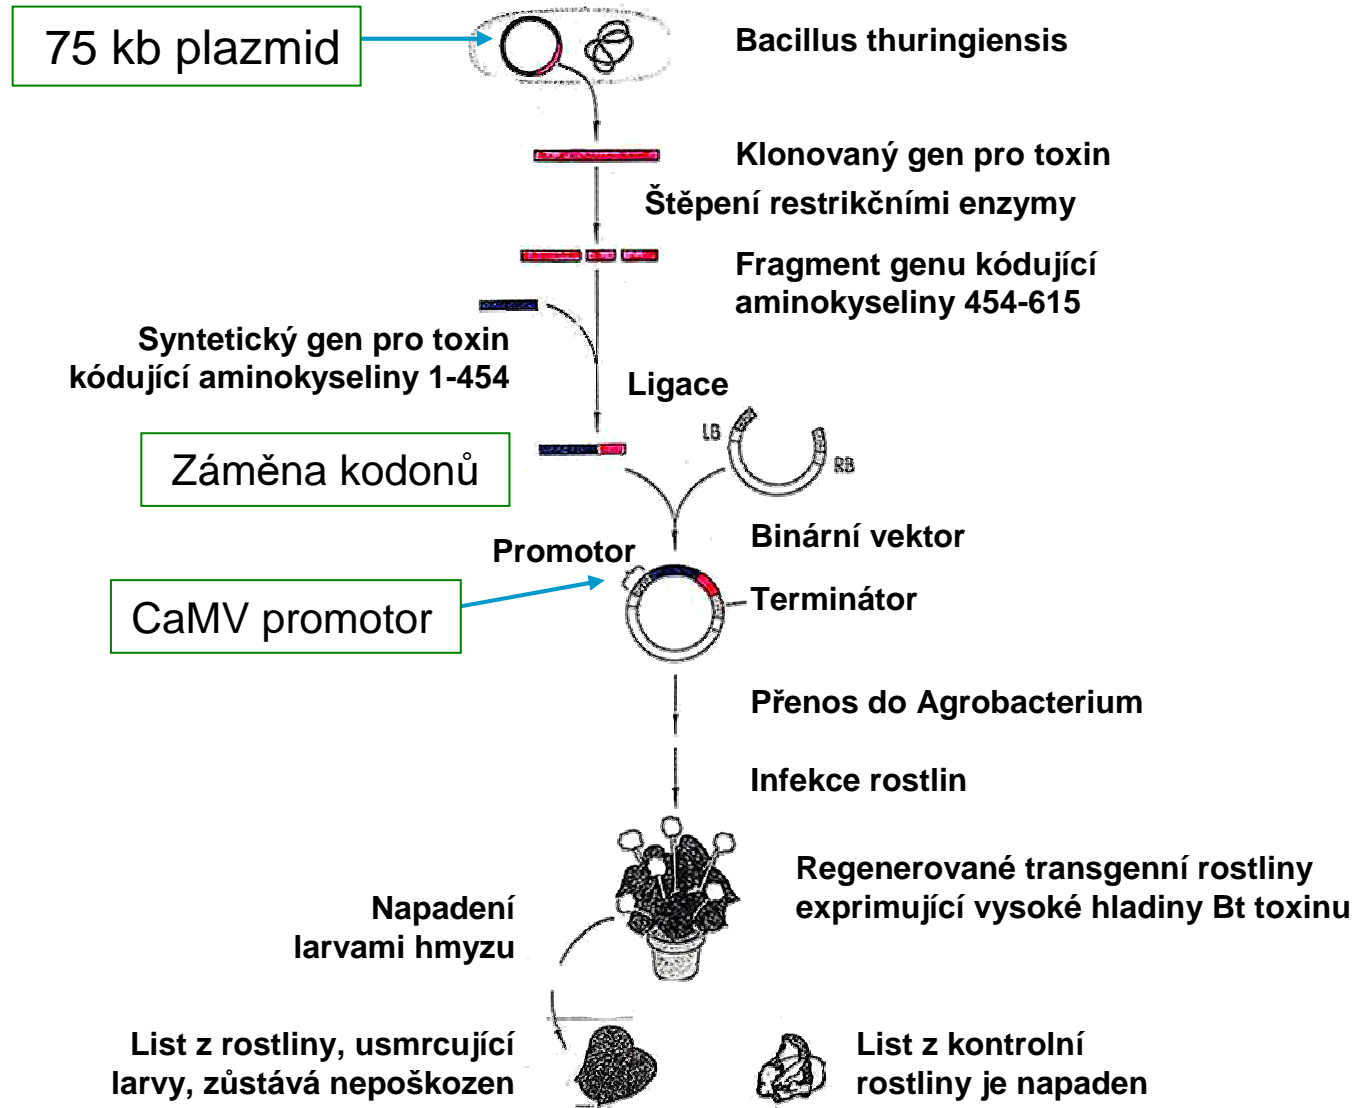 75 kb plazmid
Bacillus thuringiensis
Klonovaný gen pro toxin
Štěpení restrikčními enzymy
Fragment genu kódující
aminokyseliny 454-615
Syntetický gen pro toxin
kódující aminokyseliny 1-454
Ligace
LB
RB
Záměna kodonů
Binární vektor
Promotor
Terminátor
CaMV promotor
Přenos do Agrobacterium
Infekce rostlin
Regenerované transgenní rostliny
exprimující vysoké hladiny Bt toxinu
Napadení
larvami hmyzu
List z rostliny, usmrcující
larvy, zůstává nepoškozen
List z kontrolní
rostliny je napaden